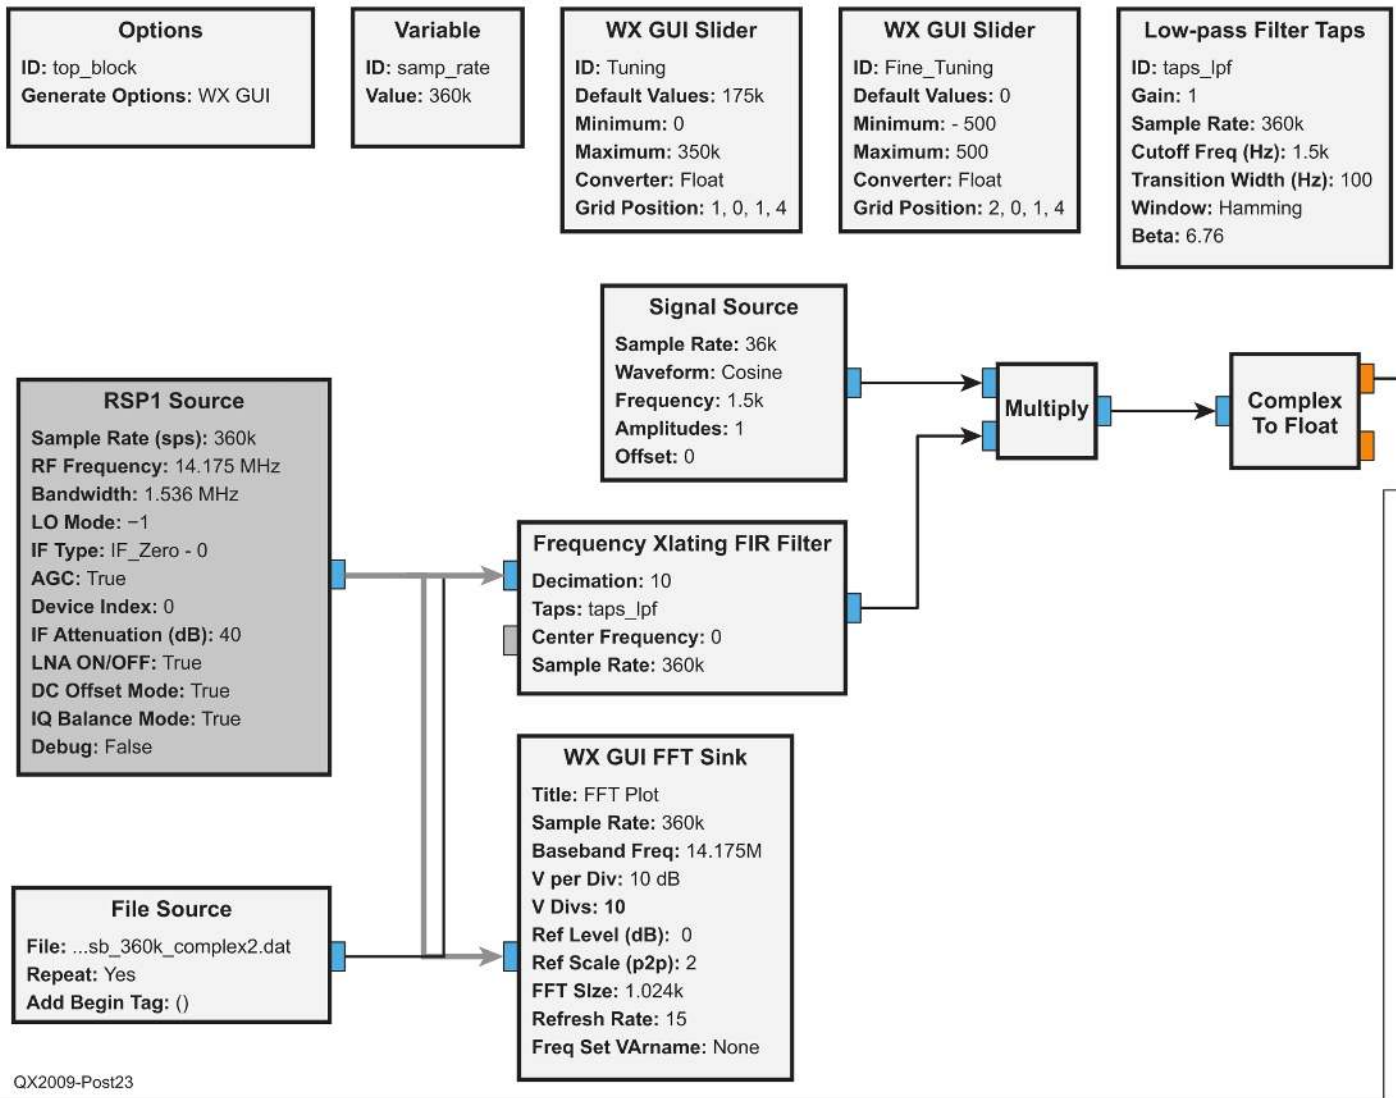 Options
ID: top_block
Generate Options: WX GUI
Variable
ID: samp_rate
Value: 360k
WX GUI Slider
ID: Tuning
Default Values: 175k
Minimum: 0
Maximum: 350k
Converter: Float
Grid Position: 1, 0, 1, 4
WX GUI Slider
ID: Fine_Tuning
Default Values: 0
Minimum: - 500
Maximum: 500
Converter: Float
Grid Position: 2, 0, 1, 4
Low-pass Filter Taps
ID: taps_lpf
Gain: 1
Sample Rate: 360k
Cutoff Freq (Hz): 1.5k
Transition Width (Hz): 100
Window: Hamming
Beta: 6.76
Signal Source
Sample Rate: 36k
Waveform: Cosine
Frequency: 1.5k
Amplitudes: 1
Offset: 0
Multiply
Complex
To Float
RSP1 Source
Sample Rate (sps): 360k
RF Frequency: 14.175 MHz
Bandwidth: 1.536 MHz
LO Mode: −1
IF Type: IF_Zero - 0
AGC: True
Device Index: 0
IF Attenuation (dB): 40
LNA ON/OFF: True
DC Offset Mode: True
IQ Balance Mode: True
Debug: False
Frequency Xlating FIR Filter
Decimation: 10
Taps: taps_lpf
Center Frequency: 0
Sample Rate: 360k
WX GUI FFT Sink
Title: FFT Plot
Sample Rate: 360k
Baseband Freq: 14.175M
V per Div: 10 dB
V Divs: 10
Ref Level (dB): 0
Ref Scale (p2p): 2
FFT SIze: 1.024k
Refresh Rate: 15
Freq Set VArname: None
File Source
File: ...sb_360k_complex2.dat
Repeat: Yes
Add Begin Tag: ()
QX2009-Post23